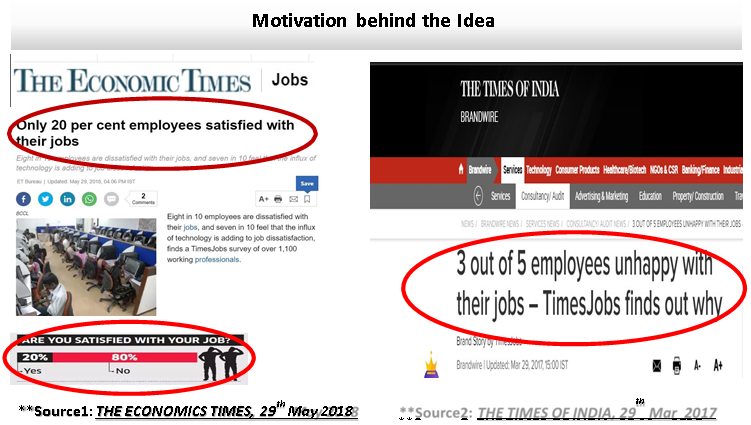 Motivation behind the Idea
THE ECONOMIC TIMES | Jobs
Only 20 per cent employees satisfied with
their jobs
Eight in 10 employees are dissatisfied with their jobs, and seven in 10 feel that the influx of
technology is adding to job dissatisfaction,
ET Bureau | Updated: May 29, 2018, 04.06 PM IST
Save
2
Comments
A+
BCCL
Eight in 10 employees are dissatisfied with
their jobs, and seven in 10 feel that the influx
of technology is adding to job dissatisfaction,
finds a TimesJobs survey of over 1,100
working professionals.
ARE YOU SATISFIED WITH YOUR JOB?
20% 80%
Yes No
**Source1: THE ECONOMICS TIMES, 29th May 2018
THE TIMES OF INDIA
BRANDWIRE
Brandwire Services Technology Consumer Products Healthcare/Biotech NGOs & CSR Banking/Finance Industrie
Services Consultancy/ Audit Advertising & Marketing Education Property/ Construction Trav
NEWS / BRANDWIRE NEWS / SERVICES NEWS / CONSULTANCY/ AUDIT NEWS / 3 OUT OF 5 EMPLOYEES UNHAPPY WITH THEIR JOBS
3 out of 5 employees unhappy with
their jobs – TimesJobs finds out why
Brand Story by TimesJobs
Brandwire | Updated: Mar 29, 2017, 15:00 IST
A- A+
**Source2: THE TIMES OF INDIA, 29th Mar 2017